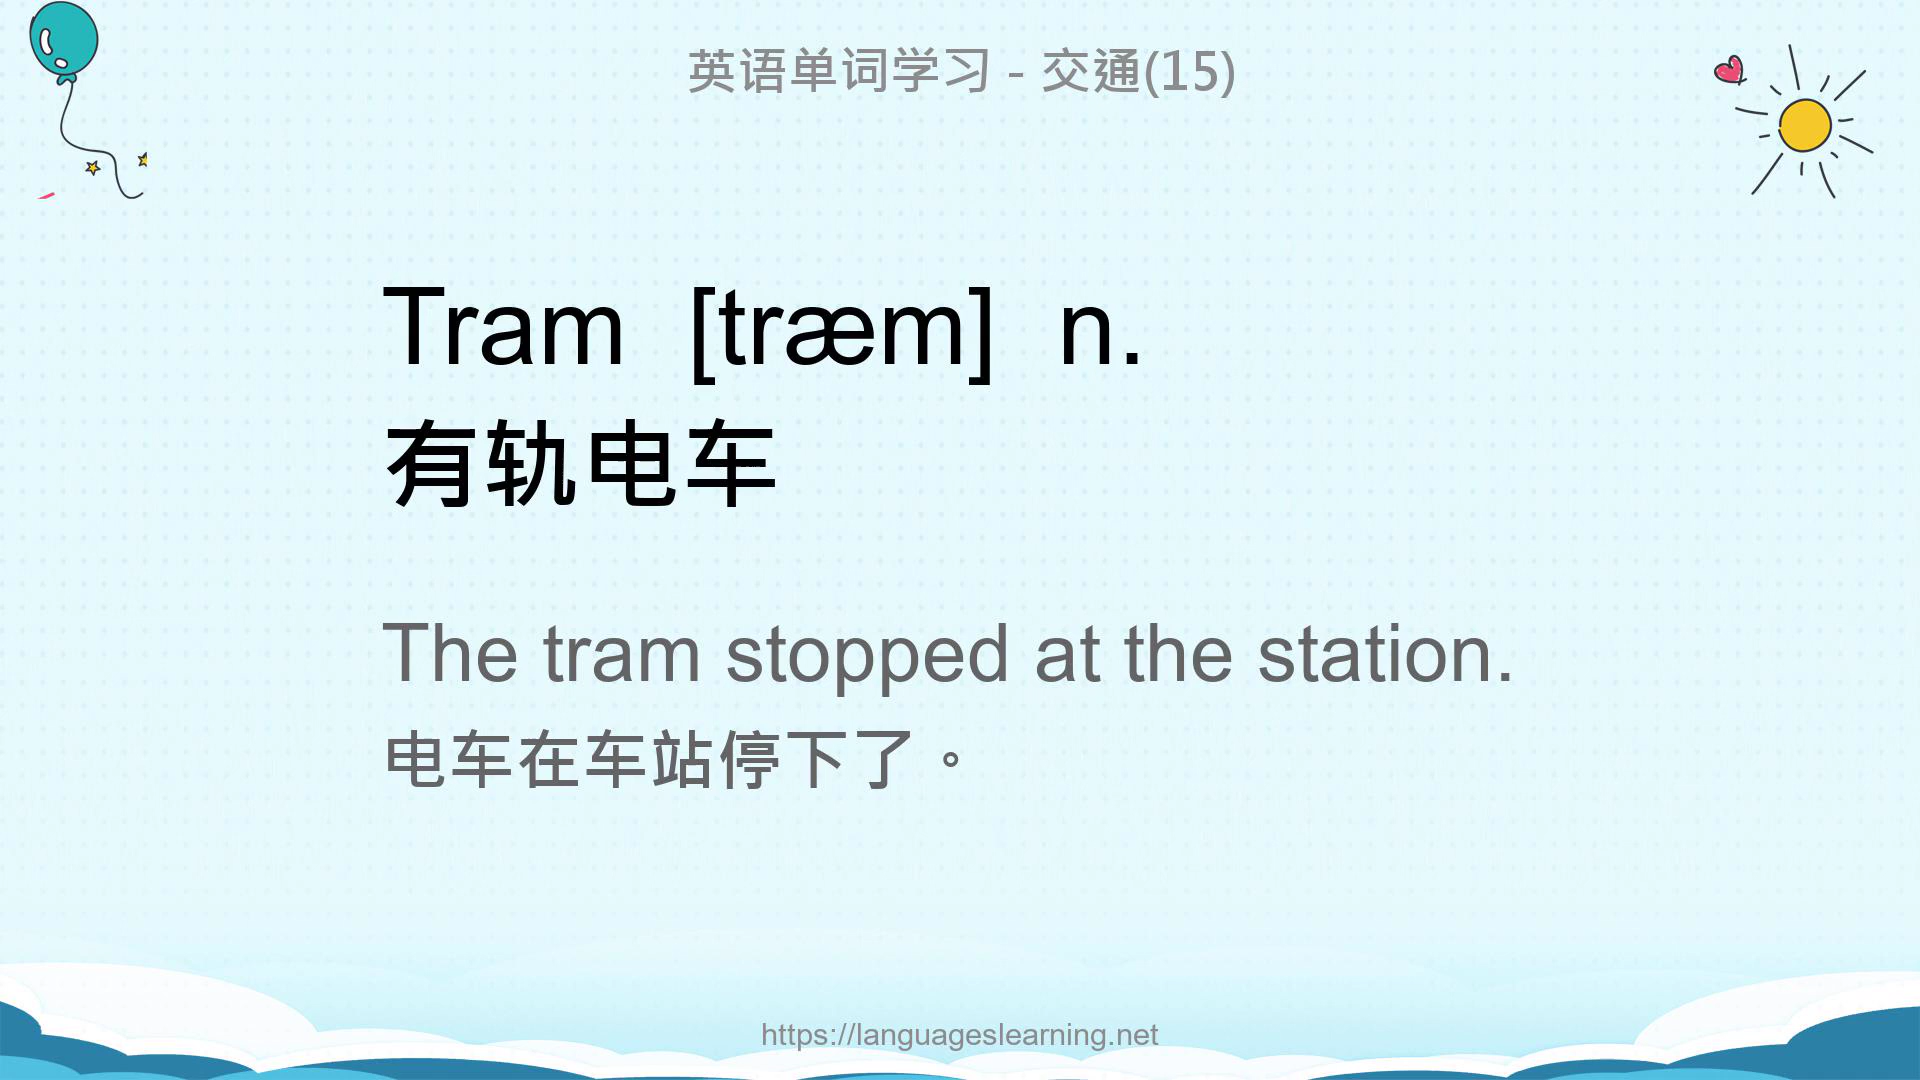 英语单词学习 - 交通(15)
Tram [træm] n.
有轨电车
The tram stopped at the station.
电车在车站停下了。
https://languageslearning.net